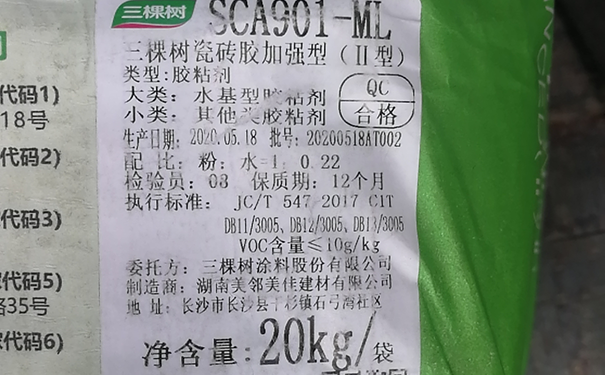 三棵树
SCA901-ML
三棵树瓷砖胶加强型（II型）
类型:胶粘剂
大类：水基型胶粘剂
QC
合格
小类：其他类胶粘剂
生产日期: 2020.05.18 批号: 20200518AT002
配 比：粉：水=1：0.22
检验员：03 保质期：12个月
执行标准：JC/T 547-2017 C1T
DB11/3005、DB12/3005、DB13/3005
VOC含量≤10g/kg
委托方：三棵树涂料股份有限公司
制造商：湖南美邻美佳建材有限公司
地 址：长沙市长沙县干杉镇石弓湾社区
净含量:20kg/袋
代码1)
18号
代码2)
代码3)
代码5)
路35号
代码6)